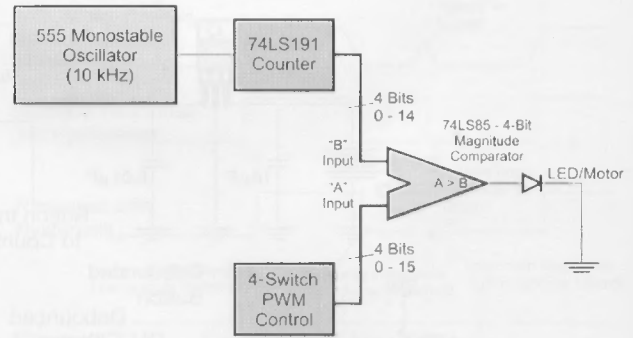 555 Monostable
Oscillator
(10 kHz)
74LS191
Counter
4 Bits
0 - 14
74LS85 - 4-Bit
Magnitude
Comparator
"B"
Input
"A"
Input
A > B
LED/Motor
4 Bits
0 - 15
4-Switch
PWM
Control